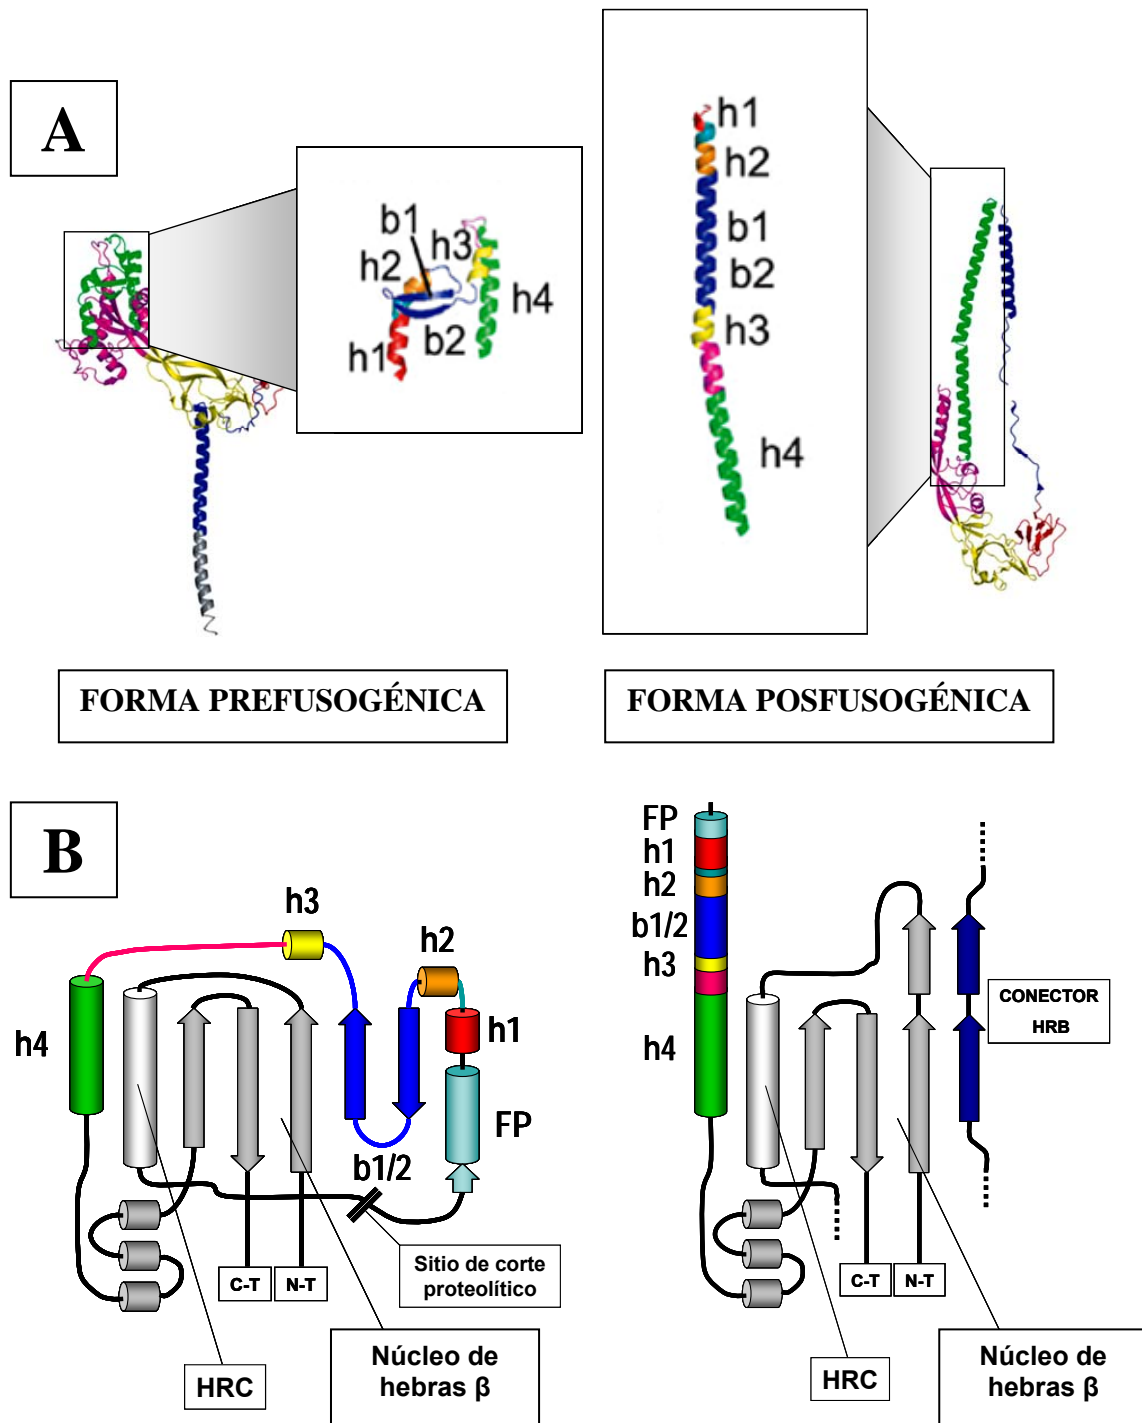 A
b1
h3
h2
h4
b2
h1
h1
h2
b1
b2
h3
h4
FORMA PREFUSOGÉNICA
FORMA POSFUSOGÉNICA
B
h3
h2
h4
h1
FP
b1/2
Sitio de corte
proteolítico
C-T
N-T
HRC
Núcleo de
hebras β
FP
h1
h2
b1/2
h3
h4
CONECTOR
HRB
C-T
N-T
HRC
Núcleo de
hebras β